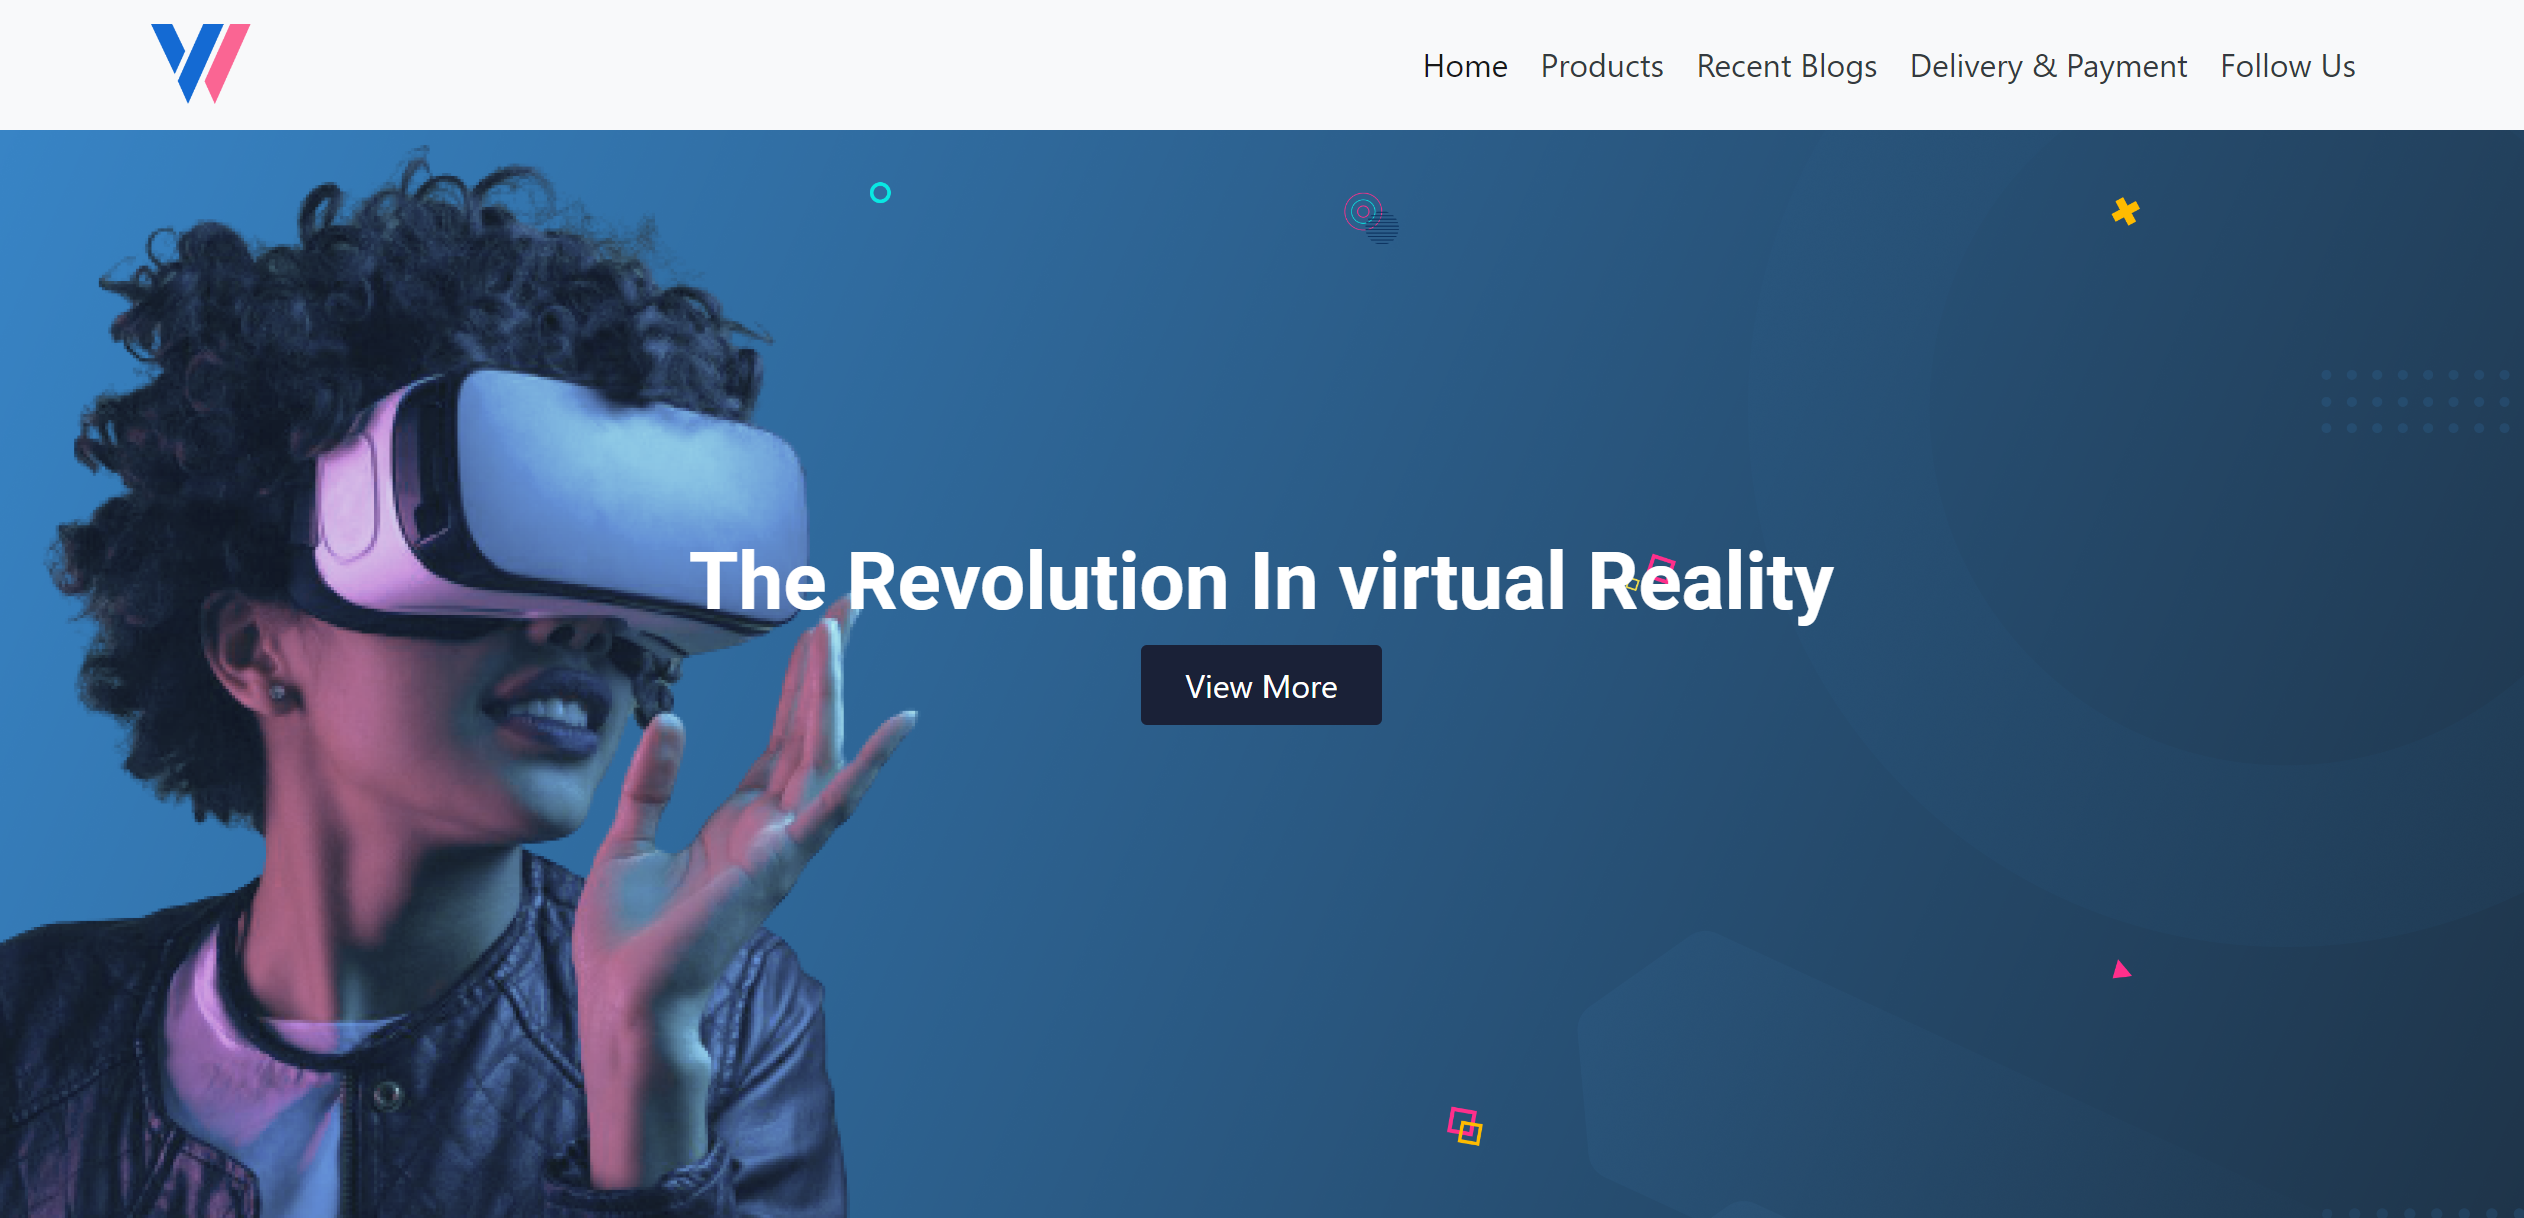 Home Products Recent Blogs Delivery & Payment Follow Us
The Revolution In virtual Reality
View More